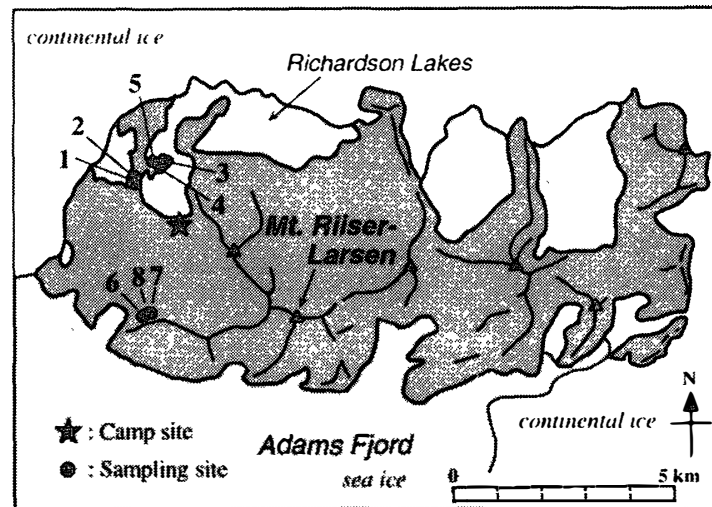 continental ice
Richardson Lakes
5
2
1
3
4
Mt. Riiser-
Larsen
6 8 7
N
continental ice
: Camp site
: Sampling site
Adams Fjord
sea ice
0 5 km